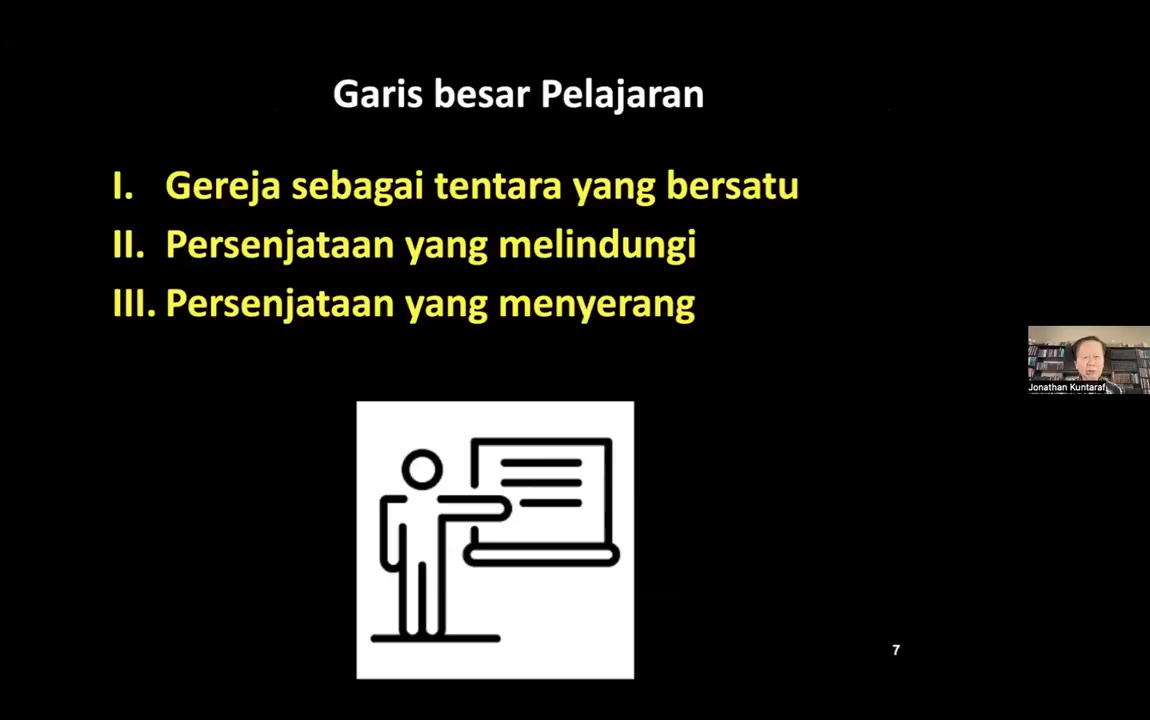 Garis besar Pelajaran
I. Gereja sebagai tentara yang bersatu
II. Persenjataan yang melindungi
III. Persenjataan yang menyerang
Jonathan Kuntaraf
7